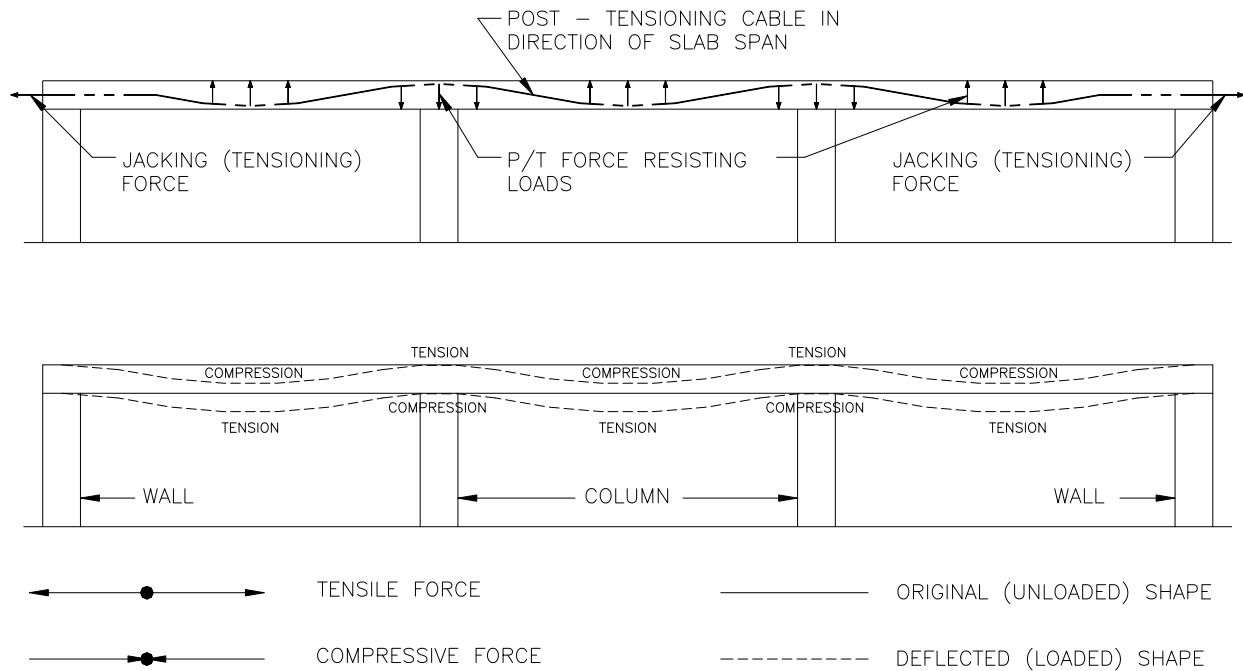 POST – TENSIONING CABLE IN
DIRECTION OF SLAB SPAN
JACKING (TENSIONING)
FORCE
P/T FORCE RESISTING
LOADS
JACKING (TENSIONING)
FORCE
TENSION
TENSION
COMPRESSION
COMPRESSION
COMPRESSION
COMPRESSION
COMPRESSION
TENSION
TENSION
TENSION
WALL
COLUMN
WALL
TENSILE FORCE
ORIGINAL (UNLOADED) SHAPE
COMPRESSIVE FORCE
DEFLECTED (LOADED) SHAPE